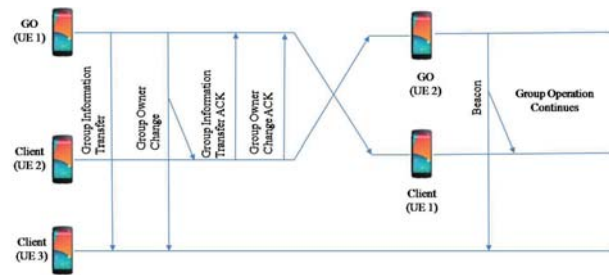 GO
(UE 1)
Client
(UE 2)
Client
(UE 3)
Group Information
Transfer
Group Owner
Change
Group Information
Transfer ACK
Group Owner
Change ACK
GO
(UE 2)
Client
(UE 1)
Beacon
Group Operation
Continues